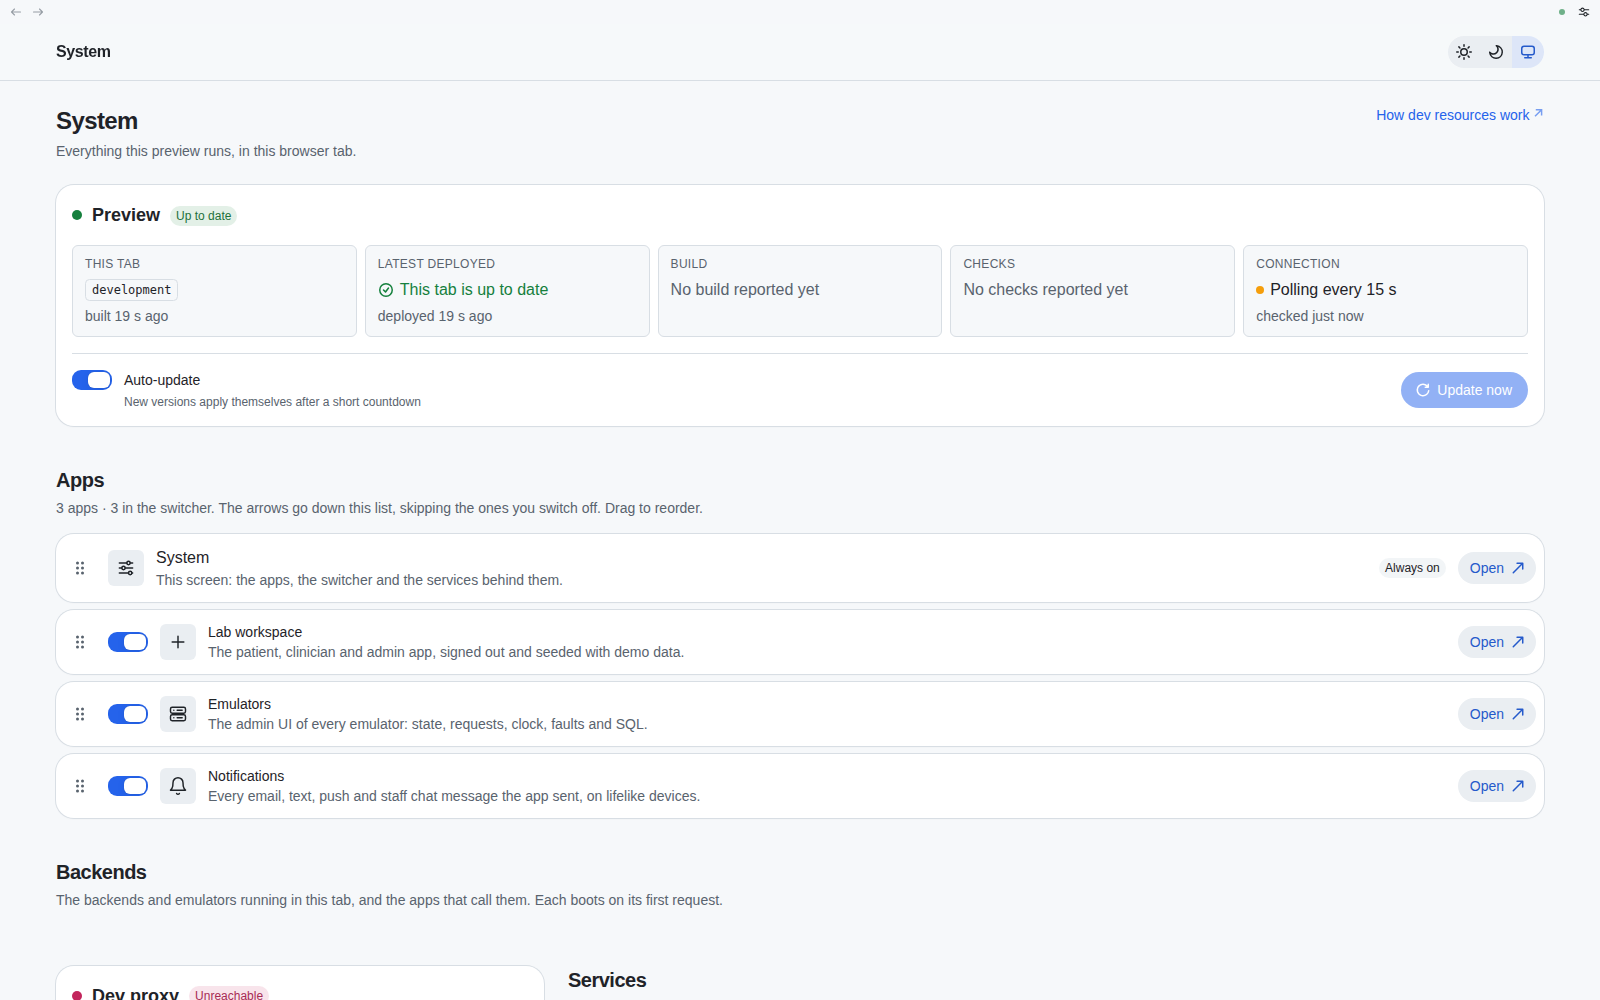 System
System
How dev resources work
Everything this preview runs, in this browser tab.
Preview
Up to date
THIS TAB
development
built 19 s ago
LATEST DEPLOYED
This tab is up to date
deployed 19 s ago
BUILD
No build reported yet
CHECKS
No checks reported yet
CONNECTION
Polling every 15 s
checked just now
Auto-update
New versions apply themselves after a short countdown
Update now
Apps
3 apps · 3 in the switcher. The arrows go down this list, skipping the ones you switch off. Drag to reorder.
System
This screen: the apps, the switcher and the services behind them.
Always on
Open
Lab workspace
The patient, clinician and admin app, signed out and seeded with demo data.
Open
Emulators
The admin UI of every emulator: state, requests, clock, faults and SQL.
Open
Notifications
Every email, text, push and staff chat message the app sent, on lifelike devices.
Open
Backends
The backends and emulators running in this tab, and the apps that call them. Each boots on its first request.
Dev proxy
Unreachable
Services